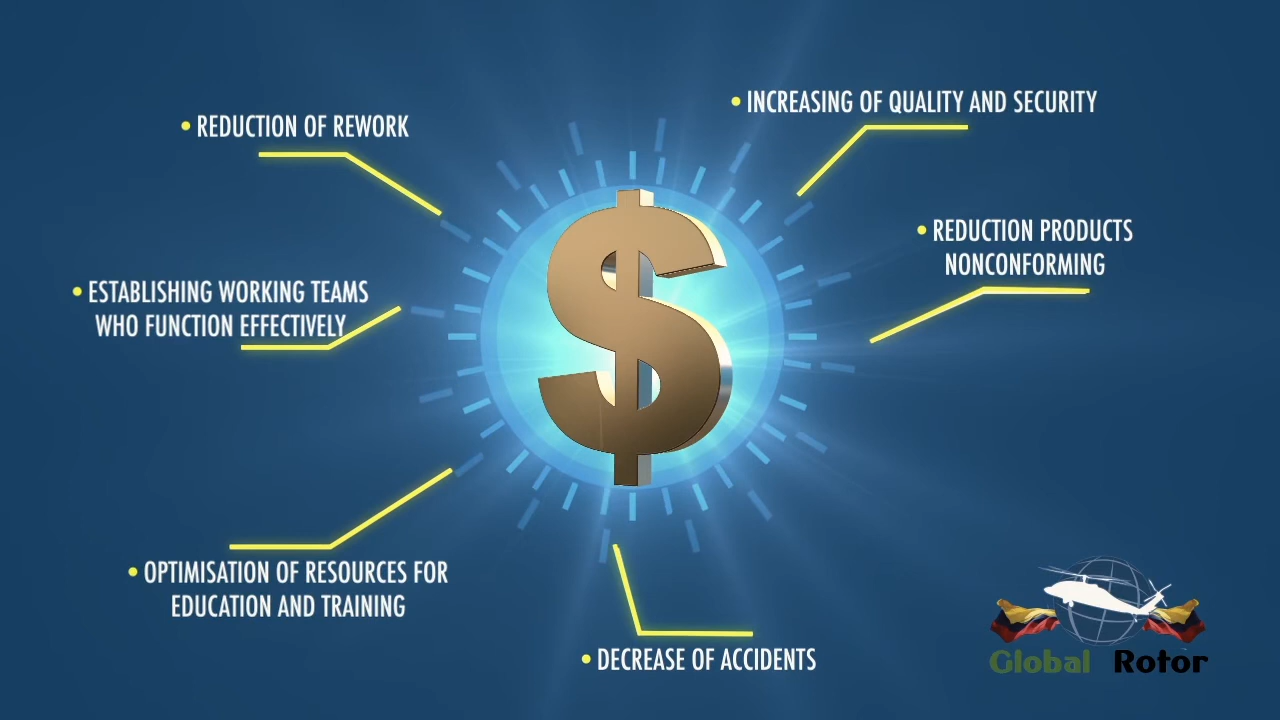 • INCREASING OF QUALITY AND SECURITY
• REDUCTION OF REWORK
• REDUCTION PRODUCTS
NONCONFORMING
• ESTABLISHING WORKING TEAMS
WHO FUNCTION EFFECTIVELY
$
• OPTIMISATION OF RESOURCES FOR
EDUCATION AND TRAINING
• DECREASE OF ACCIDENTS
Global Rotor